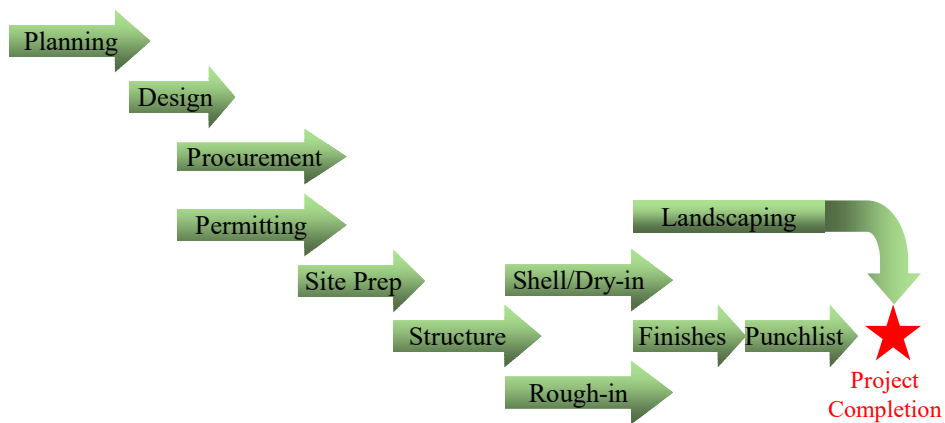 Planning
Design
Procurement
Permitting
Landscaping
Site Prep
Shell/Dry-in
Structure
Finishes
Punchlist
Rough-in
Project
Completion